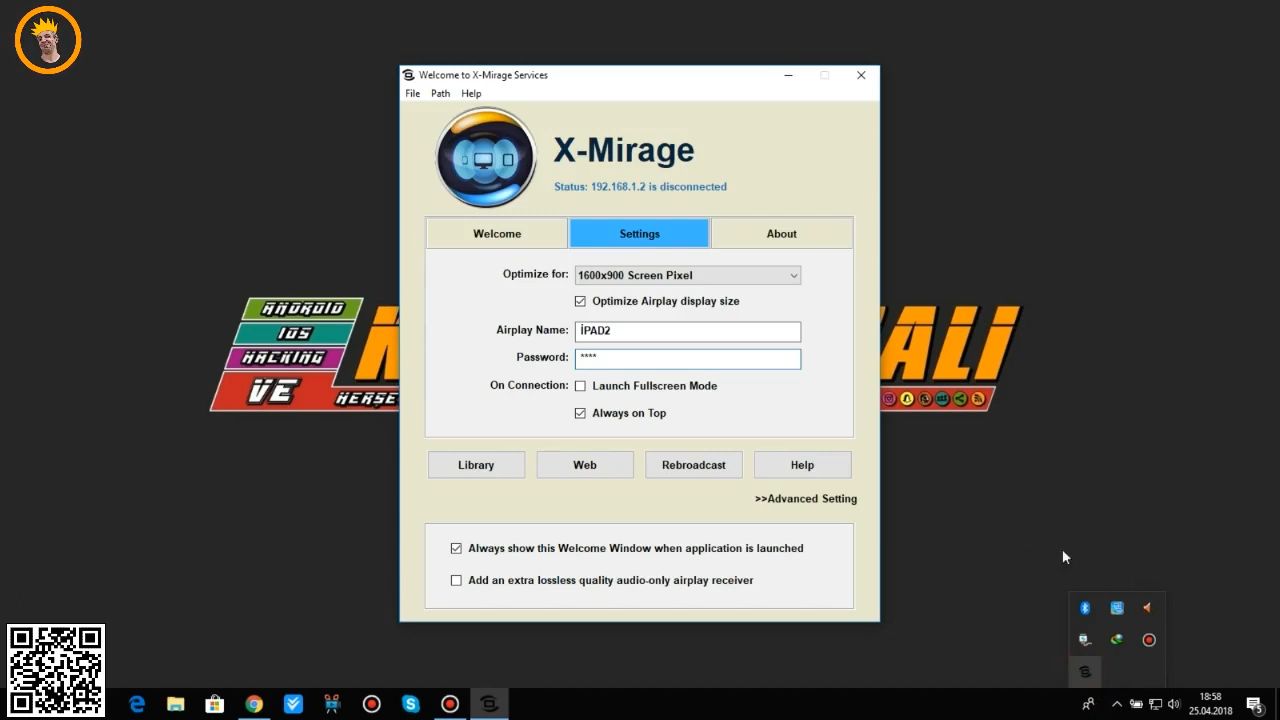 Welcome to X-Mirage Services
File Path Help
X-Mirage
Status: 192.168.1.2 is disconnected
Welcome Settings About
Optimize for: 1600x900 Screen Pixel
Optimize Airplay display size
Airplay Name: İPAD2
Password: ****
On Connection: Launch Fullscreen Mode
Always on Top
Library Web Rebroadcast Help
>>Advanced Setting
Always show this Welcome Window when application is launched
Add an extra lossless quality audio-only airplay receiver
ANDROID
IOS
HACKING
VE
ALI
18:58
25.04.2018
5